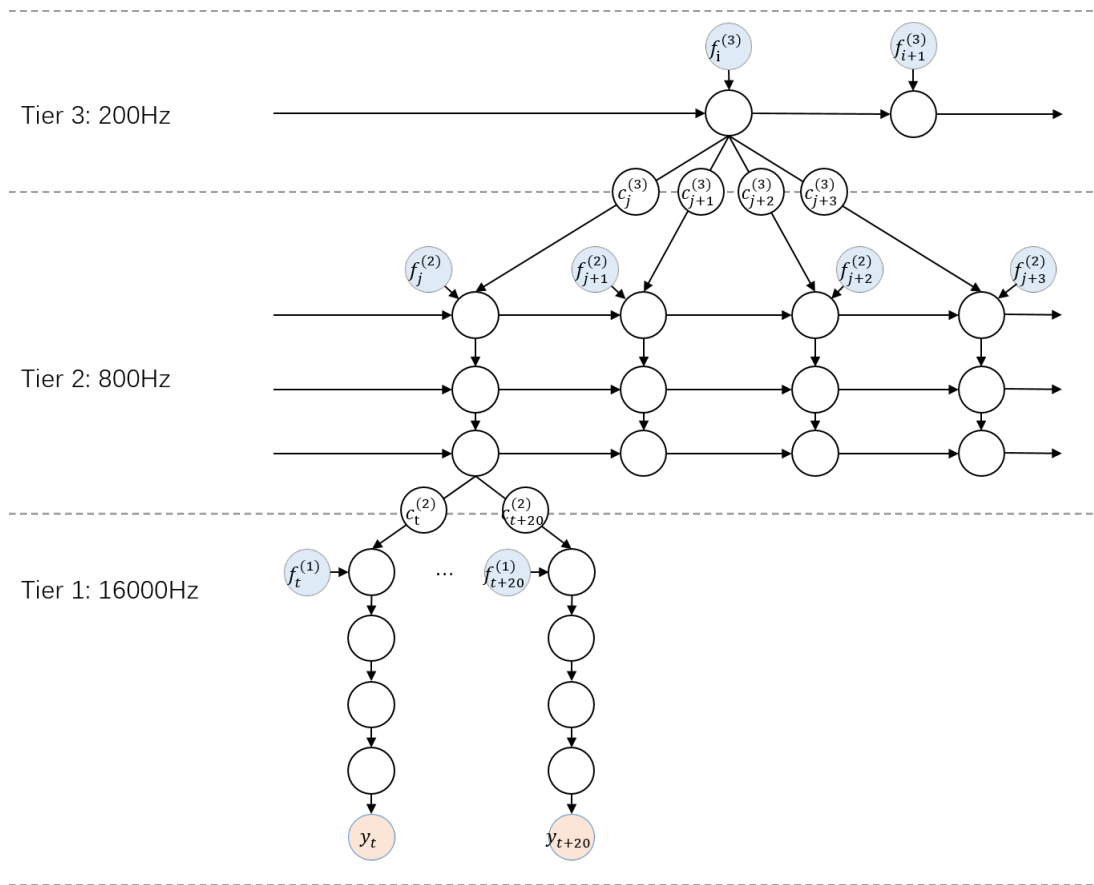 f_i^(3) f_{i+1}^(3)
Tier 3: 200Hz
c_j^(3) c_{j+1}^(3) c_{j+2}^(3) c_{j+3}^(3)
f_j^(2) f_{j+1}^(2) f_{j+2}^(2) f_{j+3}^(2)
Tier 2: 800Hz
c_t^(2) c_{t+20}^(2)
f_t^(1) ... f_{t+20}^(1)
Tier 1: 16000Hz
y_t y_{t+20}